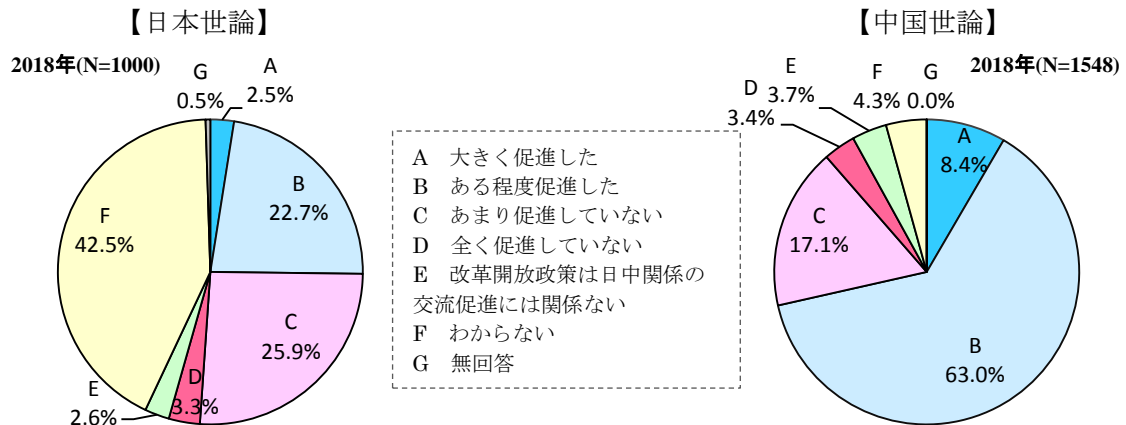 【日本世論】
2018年(N=1000)
G
0.5%
A
2.5%
B
22.7%
C
25.9%
D
3.3%
E
2.6%
F
42.5%
A 大きく促進した
B ある程度促進した
C あまり促進していない
D 全く促進していない
E 改革開放政策は日中関係の
交流促進には関係ない
F わからない
G 無回答
【中国世論】
2018年(N=1548)
A
8.4%
B
63.0%
C
17.1%
D
3.4%
E
3.7%
F
4.3%
G
0.0%